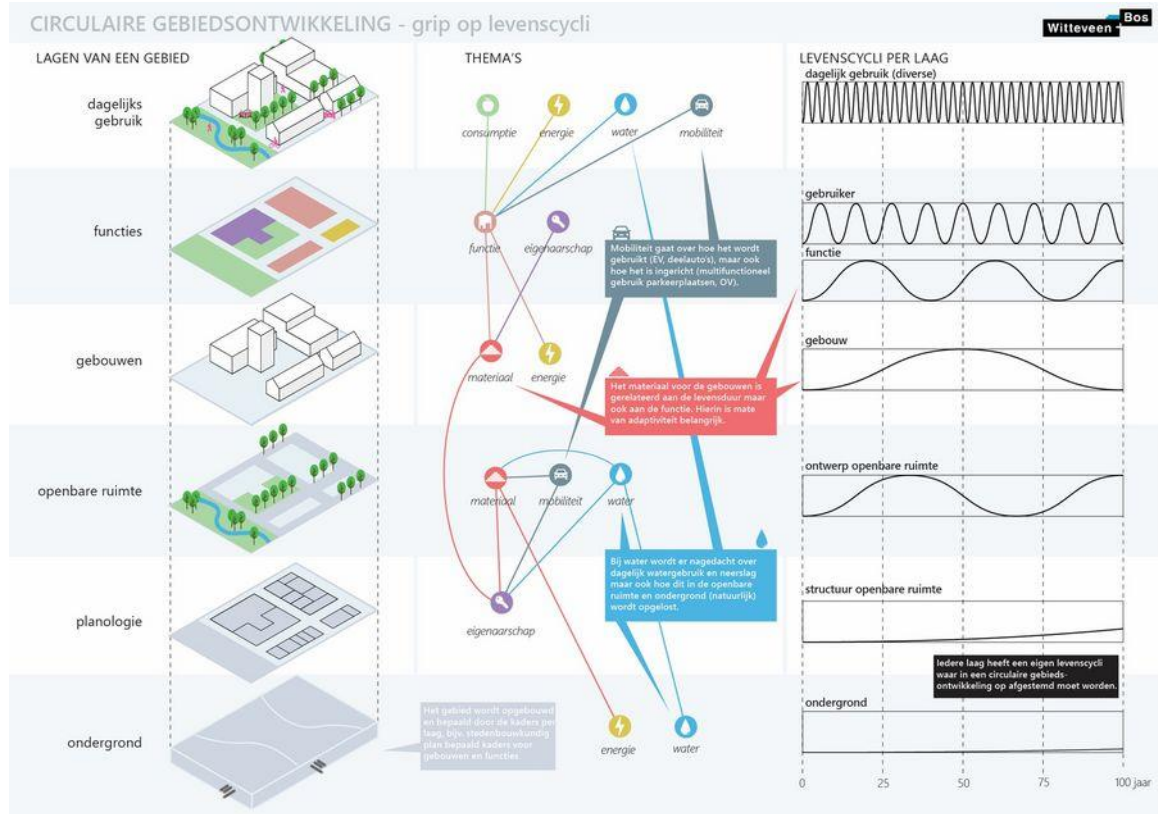 CIRCULAIRE GEBIEDSONTWIKKELING - grip op levenscycli
Witteveen + Bos
LAGEN VAN EEN GEBIED
THEMA'S
LEVENSCYCLI PER LAAG
dagelijks
gebruik
consumptie
energie
water
mobiliteit
dagelijk gebruik (diverse)
functies
functie
eigenaarschap
Mobiliteit gaat over hoe het wordt
gebruikt (EV, deelauto's), maar ook
hoe het is ingericht (multifunctioneel
gebruik parkeerplaatsen, OV).
gebruiker
functie
gebouwen
materiaal
energie
Het materiaal voor de gebouwen is
gerelateerd aan de levensduur maar
ook aan de functie. Hierin is mate
van adaptiviteit belangrijk.
gebouw
openbare ruimte
materiaal
mobiliteit
water
ontwerp openbare ruimte
Bij water wordt er nagedacht over
dagelijk watergebruik en neerslag
maar ook hoe dit in de openbare
ruimte en ondergrond (natuurlijk)
wordt opgelost.
planologie
eigenaarschap
structuur openbare ruimte
Iedere laag heeft een eigen levenscycli
waar in een circulaire gebieds-
ontwikkeling op afgestemd moet worden.
ondergrond
Het gebied wordt opgebouwd
en bepaald door de kaders per
laag, bijv. stedenbouwkundig
plan bepaald kaders voor
gebouwen en functies
energie
water
ondergrond
0 25 50 75 100 jaar